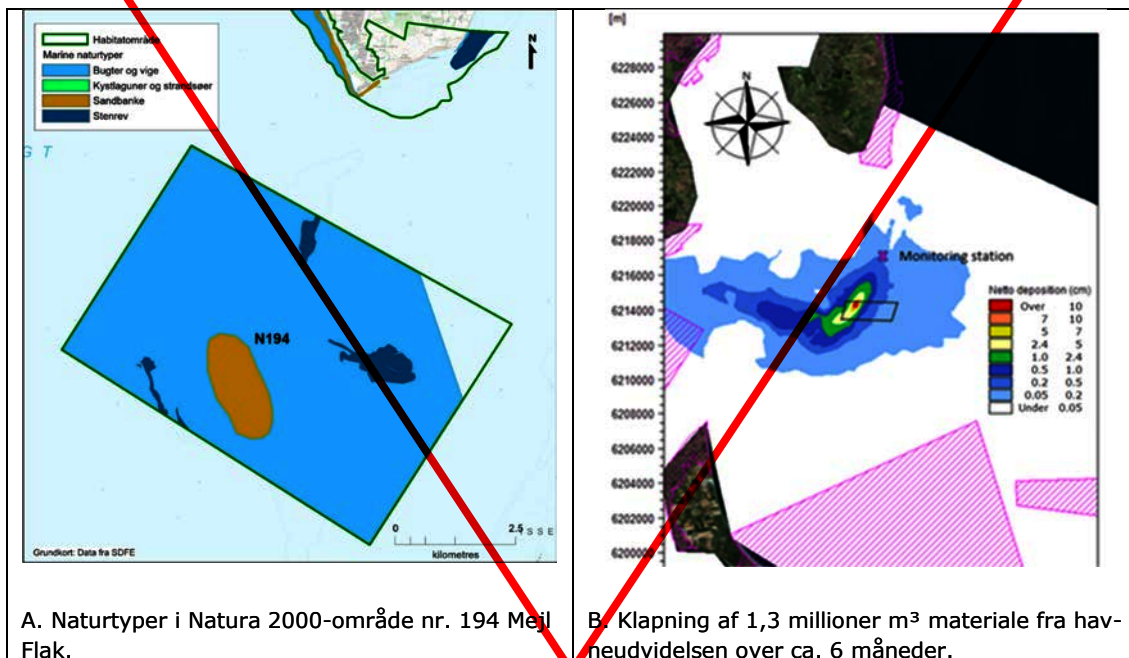 Habitatområde
Marine naturtyper
Bugter og vige
Kystlaguner og strandsøer
Sandbanke
Stenrev
N
G T
N194
0 2.5
kilometres
S S E
Grundkort: Data fra SDFE
A. Naturtyper i Natura 2000-område nr. 194 Mejl
Flak.
[m]
6228000
6226000
6224000
6222000
6220000
6218000
6216000
6214000
6212000
6210000
6208000
6206000
6204000
6202000
6200000
N
Monitoring station
Netto deposition (cm)
Over 10
7 10
5 7
2.4 5
1.0 2.4
0.5 1.0
0.2 0.5
0.05 0.2
Under 0.05
B. Klapning af 1,3 millioner m³ materiale fra hav-
neudvidelsen over ca. 6 måneder.